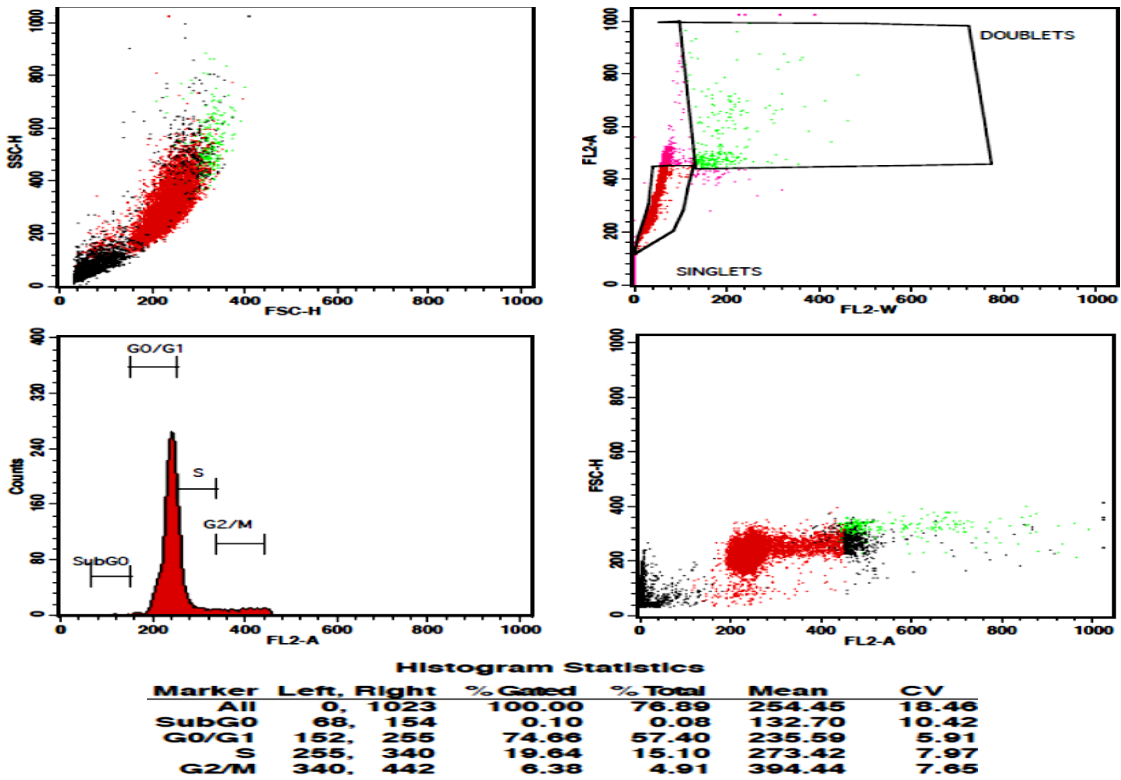 1000
800
600
400
200
0
SSC-H
0 200 400 600 800 1000
FSC-H
1000
800
600
400
200
0
FL2-A
DOUBLETS
SINGLETS
0 200 400 600 800 1000
FL2-W
400
320
240
160
80
0
Counts
G0/G1
S
G2/M
SubG0
0 200 400 600 800 1000
FL2-A
1000
800
600
400
200
0
FSC-H
0 200 400 600 800 1000
FL2-A
Histogram Statistics
Marker Left, Right % Gated % Total Mean CV
All 0, 1023 100.00 76.89 254.45 18.46
SubG0 68, 154 0.10 0.08 132.70 10.42
G0/G1 152, 255 74.66 57.40 235.59 5.91
S 255, 340 19.64 15.10 273.42 7.97
G2/M 340, 442 6.38 4.91 394.44 7.65